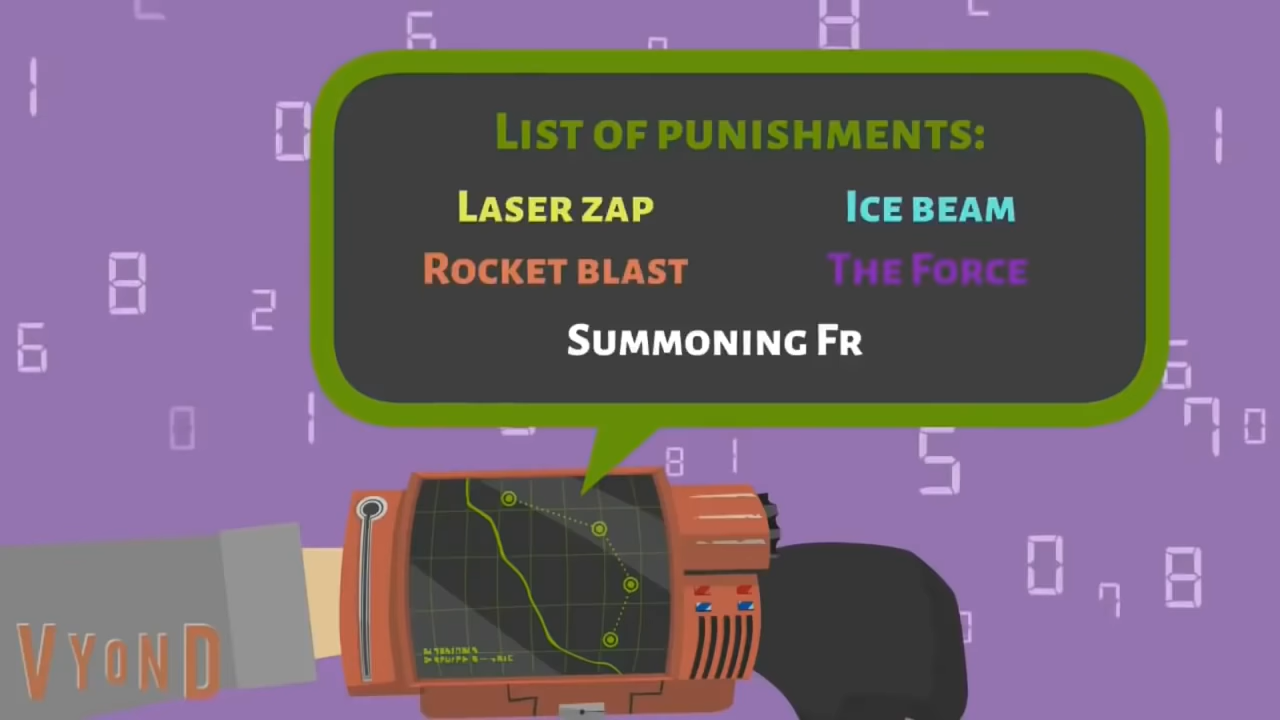 List of punishments:
Laser zap
Ice beam
Rocket blast
The Force
Summoning Fr
VYOND